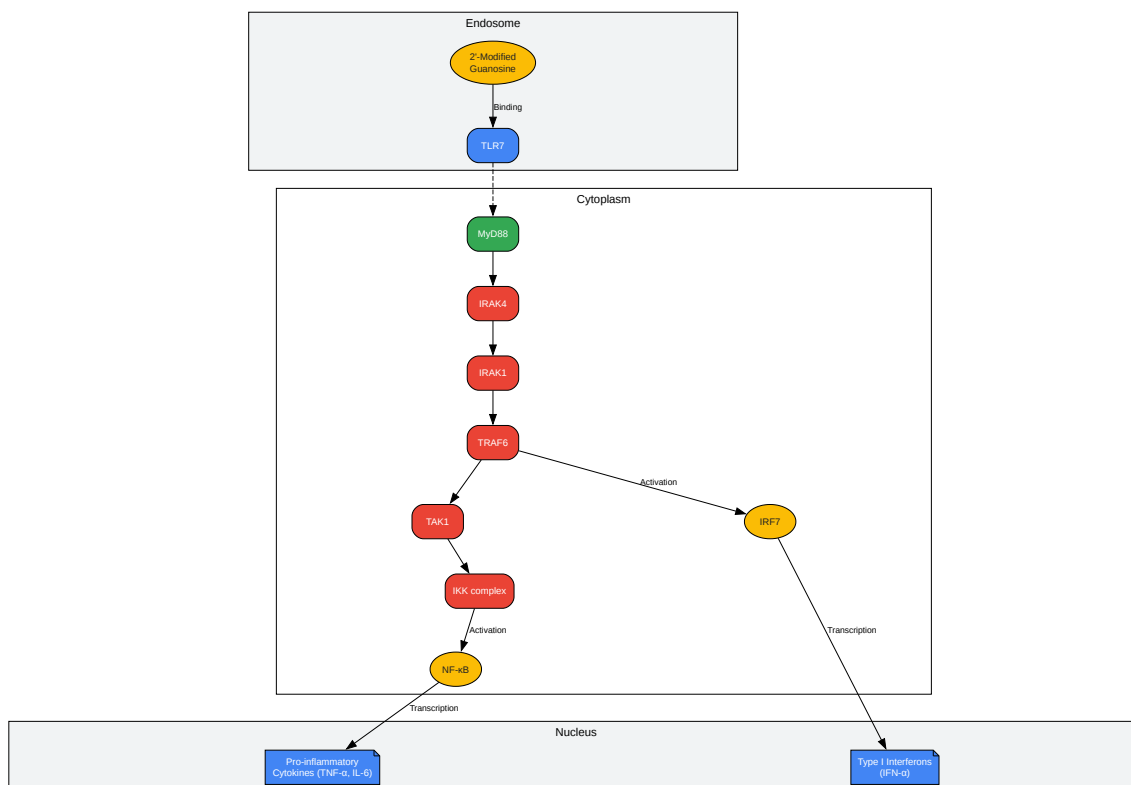 Endosome
2'-Modified
Guanosine
Binding
TLR7
Cytoplasm
MyD88
IRAK4
IRAK1
TRAF6
Activation
TAK1
IRF7
IKK complex
Activation
Transcription
NF-κB
Transcription
Nucleus
Pro-inflammatory
Cytokines (TNF-α, IL-6)
Type I Interferons
(IFN-α)